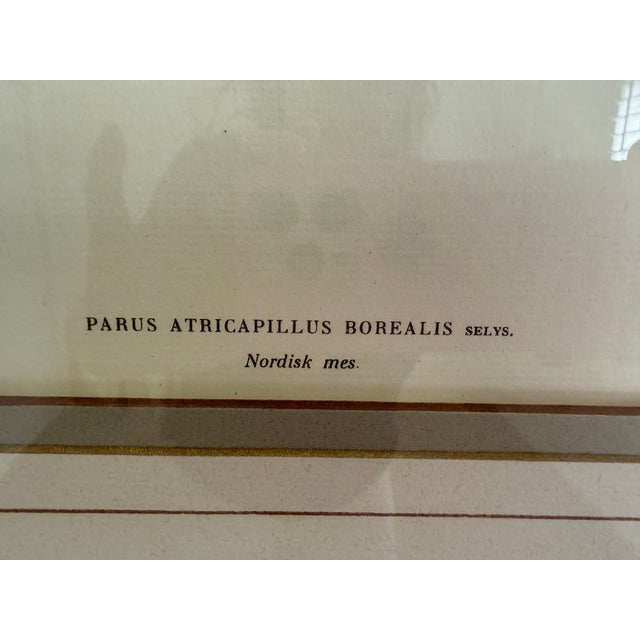 PARUS ATRICAPILLUS BOREALIS SELYS.
Nordisk mes.